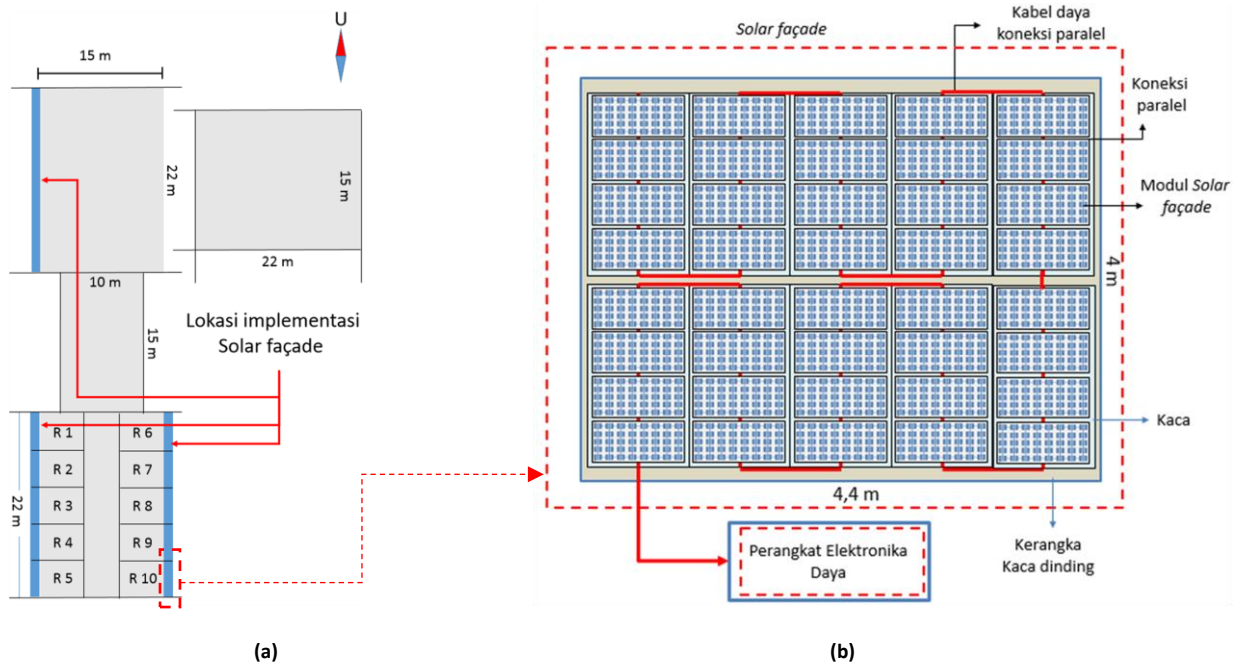 U
15 m
22 m
15 m
22 m
10 m
15 m
Lokasi implementasi
Solar façade
R 1
R 6
R 2
R 7
R 3
R 8
R 4
R 9
R 5
R 10
22 m
(a)
Solar façade
Kabel daya
koneksi paralel
Koneksi
paralel
Modul Solar
façade
4 m
Kaca
4,4 m
Kerangka
Kaca dinding
Perangkat Elektronika
Daya
(b)